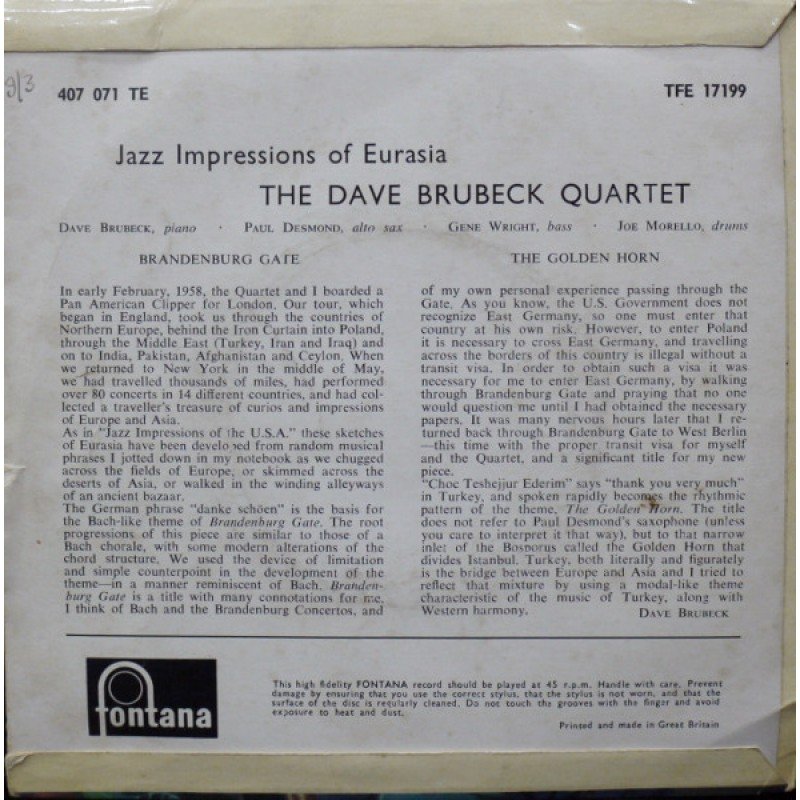 9/3
407 071 TE
TFE 17199
Jazz Impressions of Eurasia
THE DAVE BRUBECK QUARTET
DAVE BRUBECK, piano · PAUL DESMOND, alto sax · GENE WRIGHT, bass · JOE MORELLO, drums
BRANDENBURG GATE
In early February, 1958, the Quartet and I boarded a
Pan American Clipper for London. Our tour, which
began in England, took us through the countries of
Northern Europe, behind the Iron Curtain into Poland,
through the Middle East (Turkey, Iran and Iraq) and
on to India, Pakistan, Afghanistan and Ceylon. When
we returned to New York in the middle of May,
we had travelled thousands of miles, had performed
over 80 concerts in 14 different countries, and had col-
lected a traveller's treasure of curios and impressions
of Europe and Asia.
As in "Jazz Impressions of the U.S.A." these sketches
of Eurasia have been developed from random musical
phrases I jotted down in my notebook as we chugged
across the fields of Europe, or skimmed across the
deserts of Asia, or walked in the winding alleyways
of an ancient bazaar.
The German phrase "danke schöen" is the basis for
the Bach-like theme of Brandenburg Gate. The root
progressions of this piece are similar to those of a
Bach chorale, with some modern alterations of the
chord structure. We used the device of limitation
and simple counterpoint in the development of the
theme—in a manner reminiscent of Bach. Branden-
burg Gate is a title with many connotations for me.
I think of Bach and the Brandenburg Concertos, and
THE GOLDEN HORN
of my own personal experience passing through the
Gate. As you know, the U.S. Government does not
recognize East Germany, so one must enter that
country at his own risk. However, to enter Poland
it is necessary to cross East Germany, and travelling
across the borders of this country is illegal without a
transit visa. In order to obtain such a visa it was
necessary for me to enter East Germany, by walking
through Brandenburg Gate and praying that no one
would question me until I had obtained the necessary
papers. It was many nervous hours later that I re-
turned back through Brandenburg Gate to West Berlin
—this time with the proper transit visa for myself
and the Quartet, and a significant title for my new
piece.
"Choc Teshejjur Ederim" says "thank you very much"
in Turkey, and spoken rapidly becomes the rhythmic
pattern of the theme, The Golden Horn. The title
does not refer to Paul Desmond's saxophone (unless
you care to interpret it that way), but to that narrow
inlet of the Bosporus called the Golden Horn that
divides Istanbul. Turkey, both literally and figurately
is the bridge between Europe and Asia and I tried to
reflect that mixture by using a modal-like theme
characteristic of the music of Turkey, along with
Western harmony. DAVE BRUBECK
fontana
This high fidelity FONTANA record should be played at 45 r.p.m. Handle with care. Prevent
damage by ensuring that you use the correct stylus, that the stylus is not worn, and that the
surface of the disc is regularly cleaned. Do not touch the grooves with the finger and avoid
exposure to heat and dust.
Printed and made in Great Britain